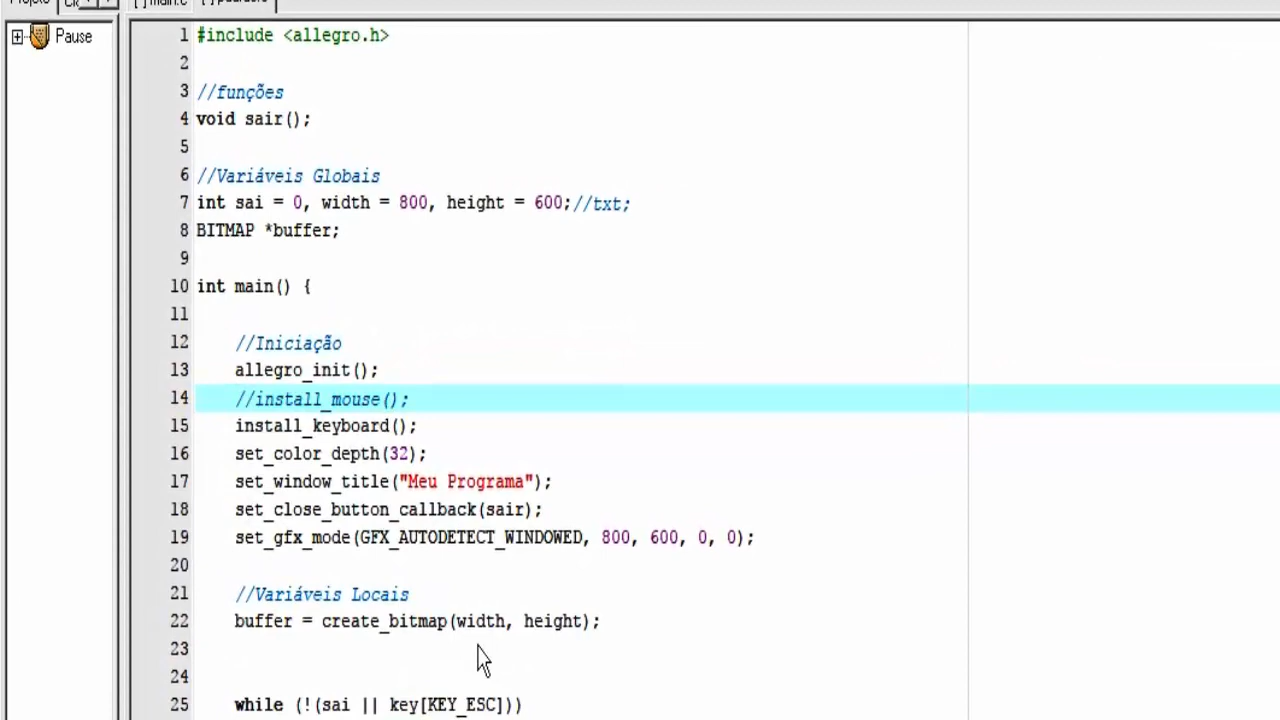 Projeto
[*] main.c
Pause
1 #include <allegro.h>
2
3 //funções
4 void sair();
5
6 //Variáveis Globais
7 int sai = 0, width = 800, height = 600;//txt;
8 BITMAP *buffer;
9
10 int main() {
11
12 //Iniciação
13 allegro_init();
14 //install_mouse();
15 install_keyboard();
16 set_color_depth(32);
17 set_window_title("Meu Programa");
18 set_close_button_callback(sair);
19 set_gfx_mode(GFX_AUTODETECT_WINDOWED, 800, 600, 0, 0);
20
21 //Variáveis Locais
22 buffer = create_bitmap(width, height);
23
24
25 while (!(sai || key[KEY_ESC]))